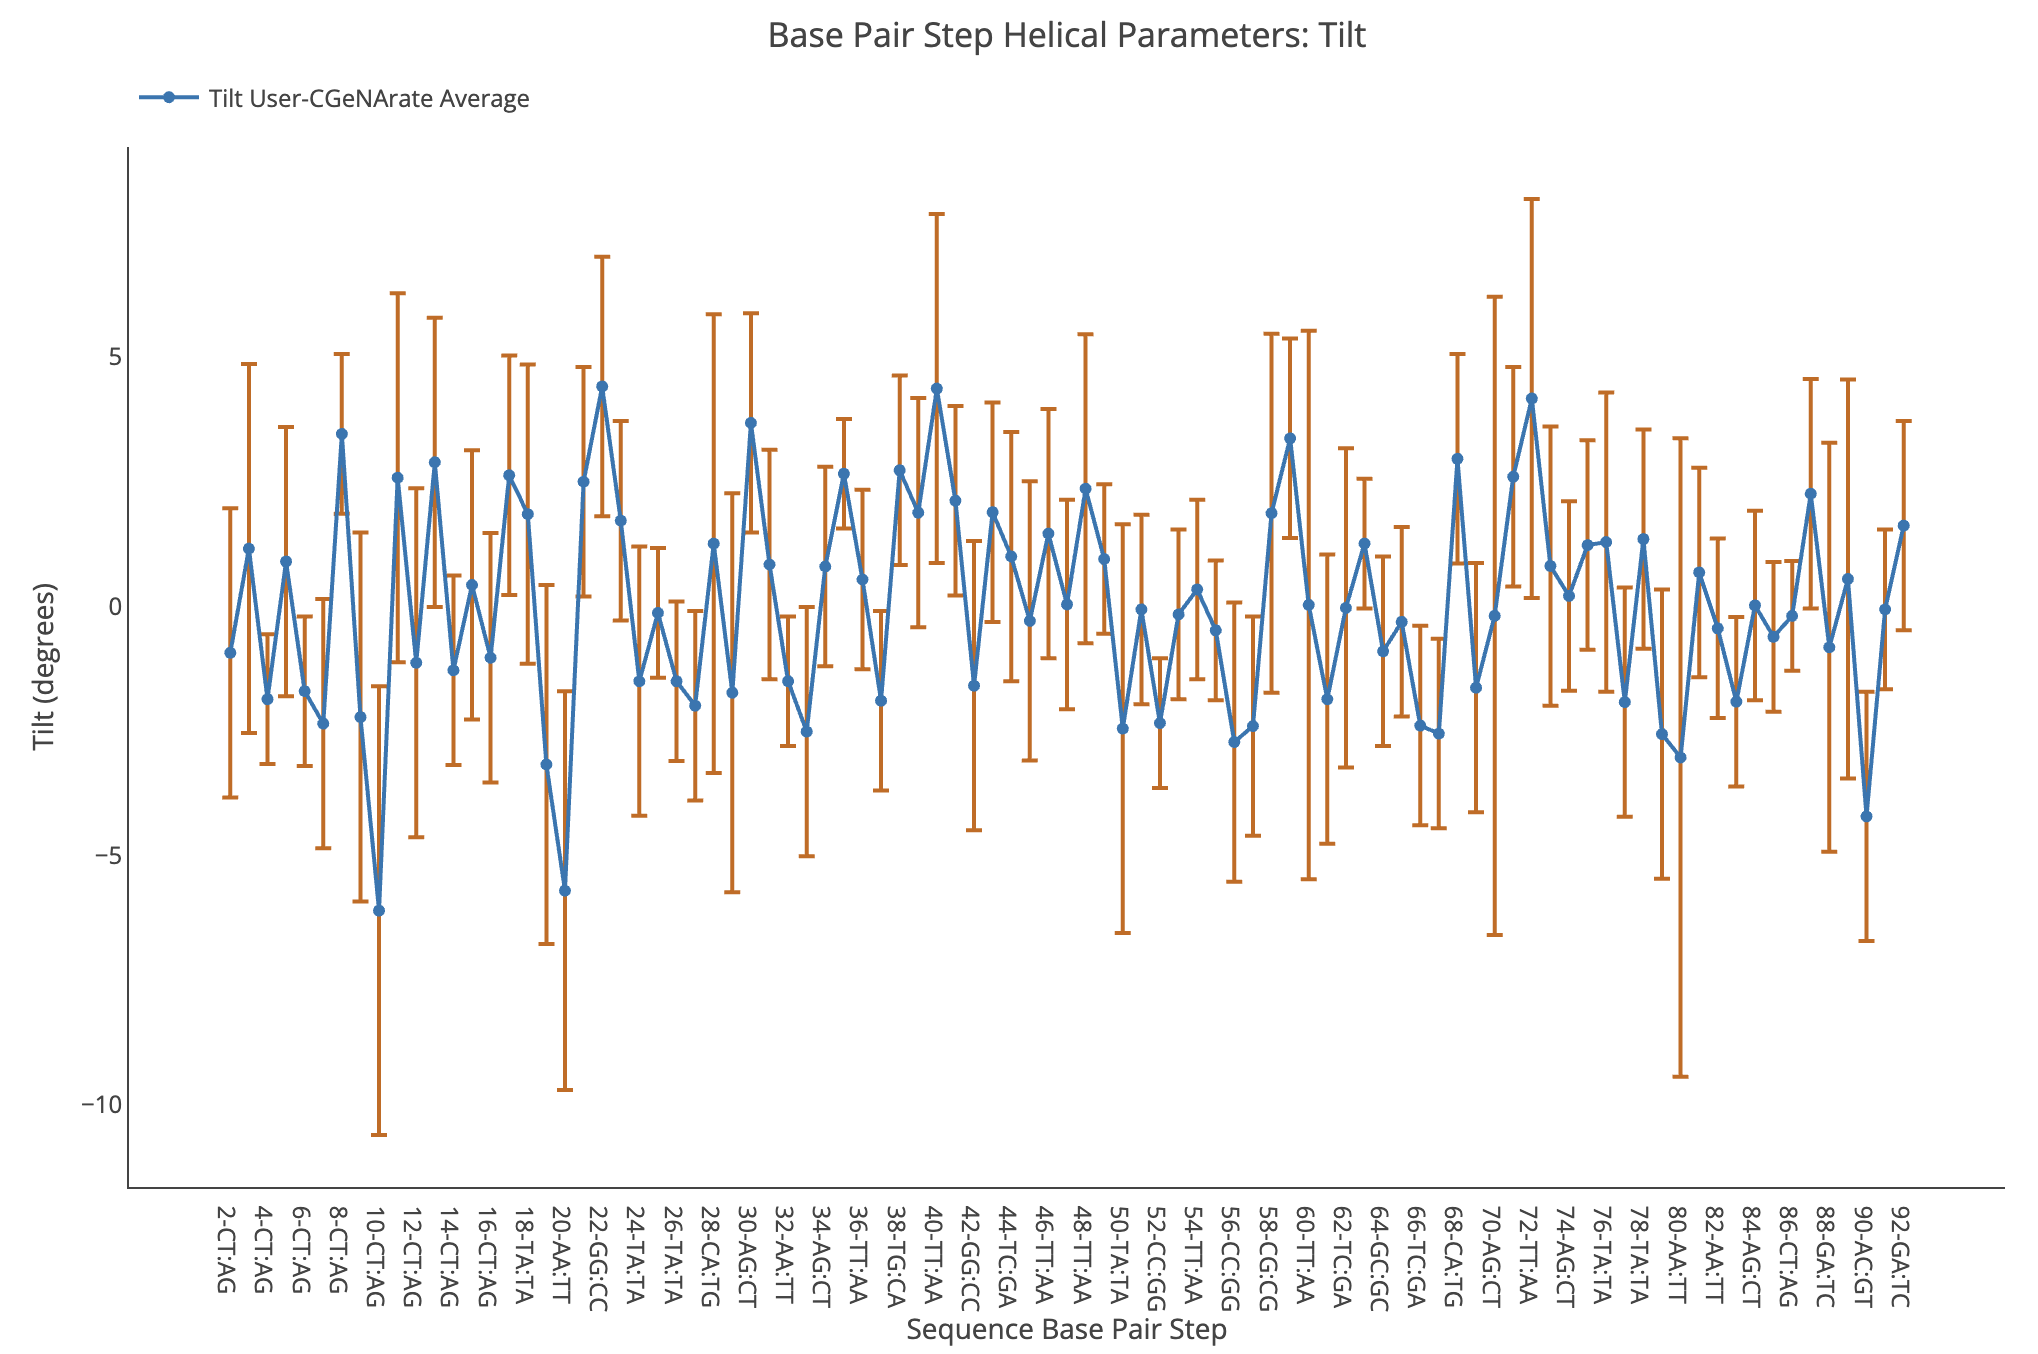 Base Pair Step Helical Parameters: Tilt
Tilt User-CGeNArate Average
5
0
−5
−10
Tilt (degrees)
2-CT:AG
4-CT:AG
6-CT:AG
8-CT:AG
10-CT:AG
12-CT:AG
14-CT:AG
16-CT:AG
18-TA:TA
20-AA:TT
22-GG:CC
24-TA:TA
26-TA:TA
28-CA:TG
30-AG:CT
32-AA:TT
34-AG:CT
36-TT:AA
38-TG:CA
40-TT:AA
42-GG:CC
44-TC:GA
46-TT:AA
48-TT:AA
50-TA:TA
52-CC:GG
54-TT:AA
56-CC:GG
58-CG:CG
60-TT:AA
62-TC:GA
64-GC:GC
66-TC:GA
68-CA:TG
70-AG:CT
72-TT:AA
74-AG:CT
76-TA:TA
78-TA:TA
80-AA:TT
82-AA:TT
84-AG:CT
86-CT:AG
88-GA:TC
90-AC:GT
92-GA:TC
Sequence Base Pair Step